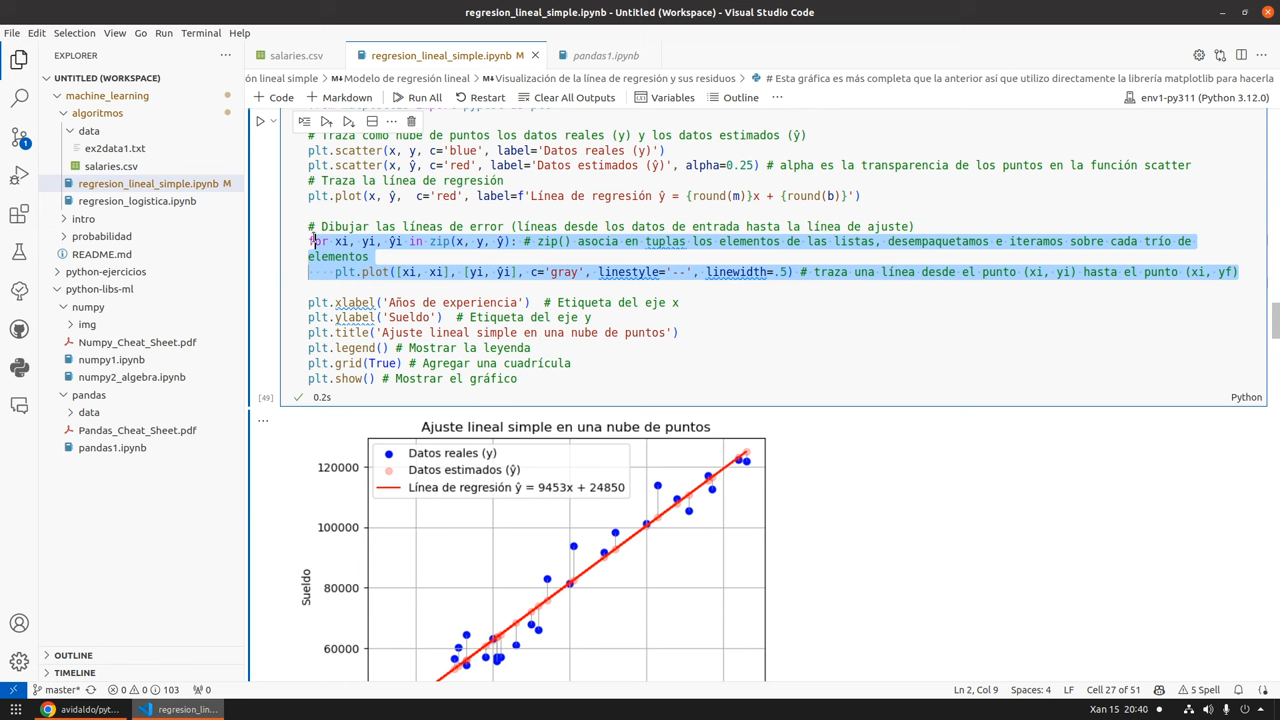 regresion_lineal_simple.ipynb - Untitled (Workspace) - Visual Studio Code
File Edit Selection View Go Run Terminal Help
EXPLORER
salaries.csv
regresion_lineal_simple.ipynb M
pandas1.ipynb
UNTITLED (WORKSPACE)
ón lineal simple > M↓Modelo de regresión lineal > M↓Visualización de la línea de regresión y sus residuos > # Esta gráfica es más completa que la anterior así que utilizo directamente la librería matplotlib para hacerla
machine_learning
+ Code + Markdown Run All Restart Clear All Outputs Variables Outline ··· env1-py311 (Python 3.12.0)
algoritmos
data
ex2data1.txt
salaries.csv
regresion_lineal_simple.ipynb M
regresion_logistica.ipynb
intro
probabilidad
README.md
python-ejercicios
python-libs-ml
numpy
img
Numpy_Cheat_Sheet.pdf
numpy1.ipynb
numpy2_algebra.ipynb
pandas
data
Pandas_Cheat_Sheet.pdf
pandas1.ipynb
OUTLINE
TIMELINE
# Traza como nube de puntos los datos reales (y) y los datos estimados (ŷ)
plt.scatter(x, y, c='blue', label='Datos reales (y)')
plt.scatter(x, ŷ, c='red', label='Datos estimados (ŷ)', alpha=0.25) # alpha es la transparencia de los puntos en la función scatter
# Traza la línea de regresión
plt.plot(x, ŷ,  c='red', label=f'Línea de regresión ŷ = {round(m)}x + {round(b)}')
# Dibujar las líneas de error (líneas desde los datos de entrada hasta la línea de ajuste)
for xi, yi, ŷi in zip(x, y, ŷ): # zip() asocia en tuplas los elementos de las listas, desempaquetamos e iteramos sobre cada trío de
elementos
plt.plot([xi, xi], [yi, ŷi], c='gray', linestyle='--', linewidth=.5) # traza una línea desde el punto (xi, yi) hasta el punto (xi, yf)
plt.xlabel('Años de experiencia')  # Etiqueta del eje x
plt.ylabel('Sueldo')  # Etiqueta del eje y
plt.title('Ajuste lineal simple en una nube de puntos')
plt.legend() # Mostrar la leyenda
plt.grid(True) # Agregar una cuadrícula
plt.show() # Mostrar el gráfico
[49] 0.2s Python
Ajuste lineal simple en una nube de puntos
Datos reales (y)
Datos estimados (ŷ)
Línea de regresión ŷ = 9453x + 24850
120000
100000
80000
60000
Sueldo
1
master* 0 0 103 0 Ln 2, Col 9 Spaces: 4 LF Cell 27 of 51 5 Spell
avidaldo/pyt... regresion_lin... Xan 15 20:40